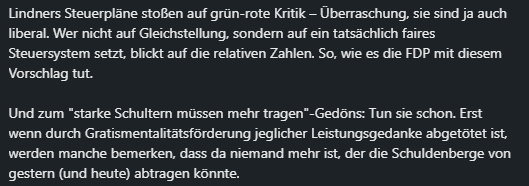 Lindners Steuerpläne stoßen auf grün-rote Kritik – Überraschung, sie sind ja auch
liberal. Wer nicht auf Gleichstellung, sondern auf ein tatsächlich faires
Steuersystem setzt, blickt auf die relativen Zahlen. So, wie es die FDP mit diesem
Vorschlag tut.

Und zum "starke Schultern müssen mehr tragen"-Gedöns: Tun sie schon. Erst
wenn durch Gratismentalitätsförderung jeglicher Leistungsgedanke abgetötet ist,
werden manche bemerken, dass da niemand mehr ist, der die Schuldenberge von
gestern (und heute) abtragen könnte.